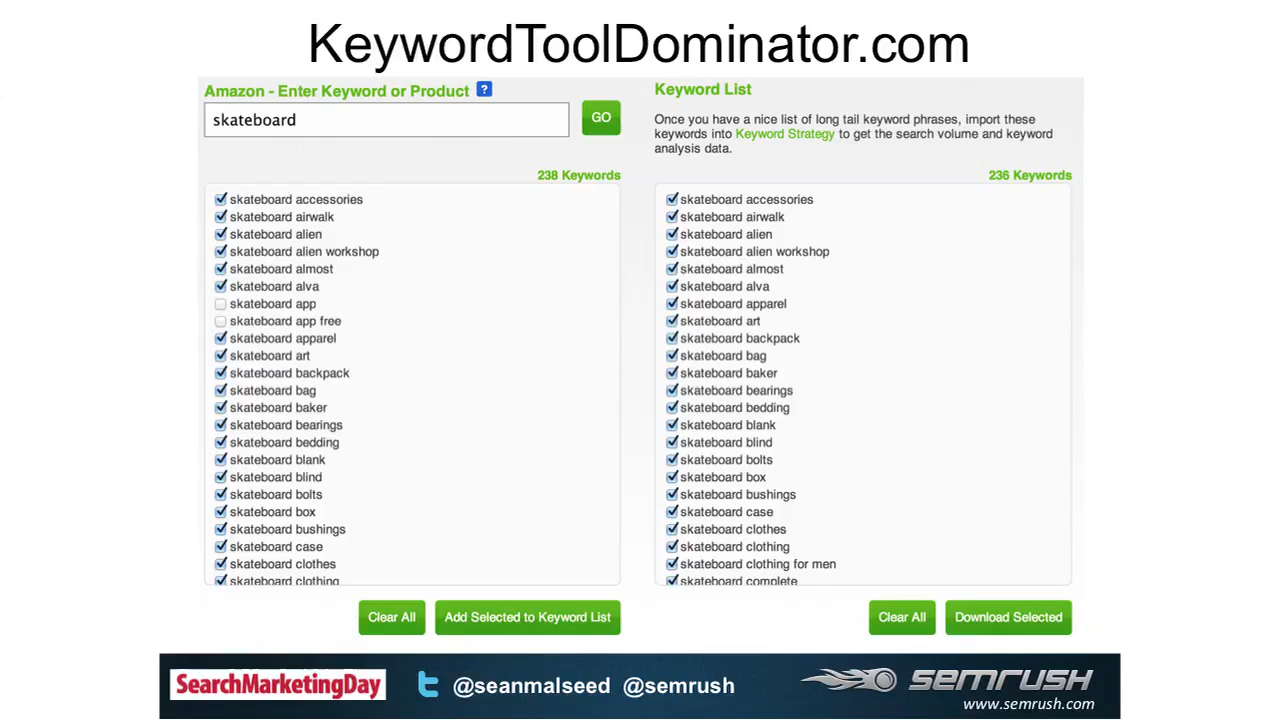 KeywordToolDominator.com
Amazon - Enter Keyword or Product ?
skateboard
GO
238 Keywords
skateboard accessories
skateboard airwalk
skateboard alien
skateboard alien workshop
skateboard almost
skateboard alva
skateboard app
skateboard app free
skateboard apparel
skateboard art
skateboard backpack
skateboard bag
skateboard baker
skateboard bearings
skateboard bedding
skateboard blank
skateboard blind
skateboard bolts
skateboard box
skateboard bushings
skateboard case
skateboard clothes
skateboard clothing
Clear All
Add Selected to Keyword List
Keyword List
Once you have a nice list of long tail keyword phrases, import these
keywords into Keyword Strategy to get the search volume and keyword
analysis data.
236 Keywords
skateboard accessories
skateboard airwalk
skateboard alien
skateboard alien workshop
skateboard almost
skateboard alva
skateboard apparel
skateboard art
skateboard backpack
skateboard bag
skateboard baker
skateboard bearings
skateboard bedding
skateboard blank
skateboard blind
skateboard bolts
skateboard box
skateboard bushings
skateboard case
skateboard clothes
skateboard clothing
skateboard clothing for men
skateboard complete
Clear All
Download Selected
SearchMarketingDay
@seanmalseed @semrush
SEMRUSH
www.semrush.com